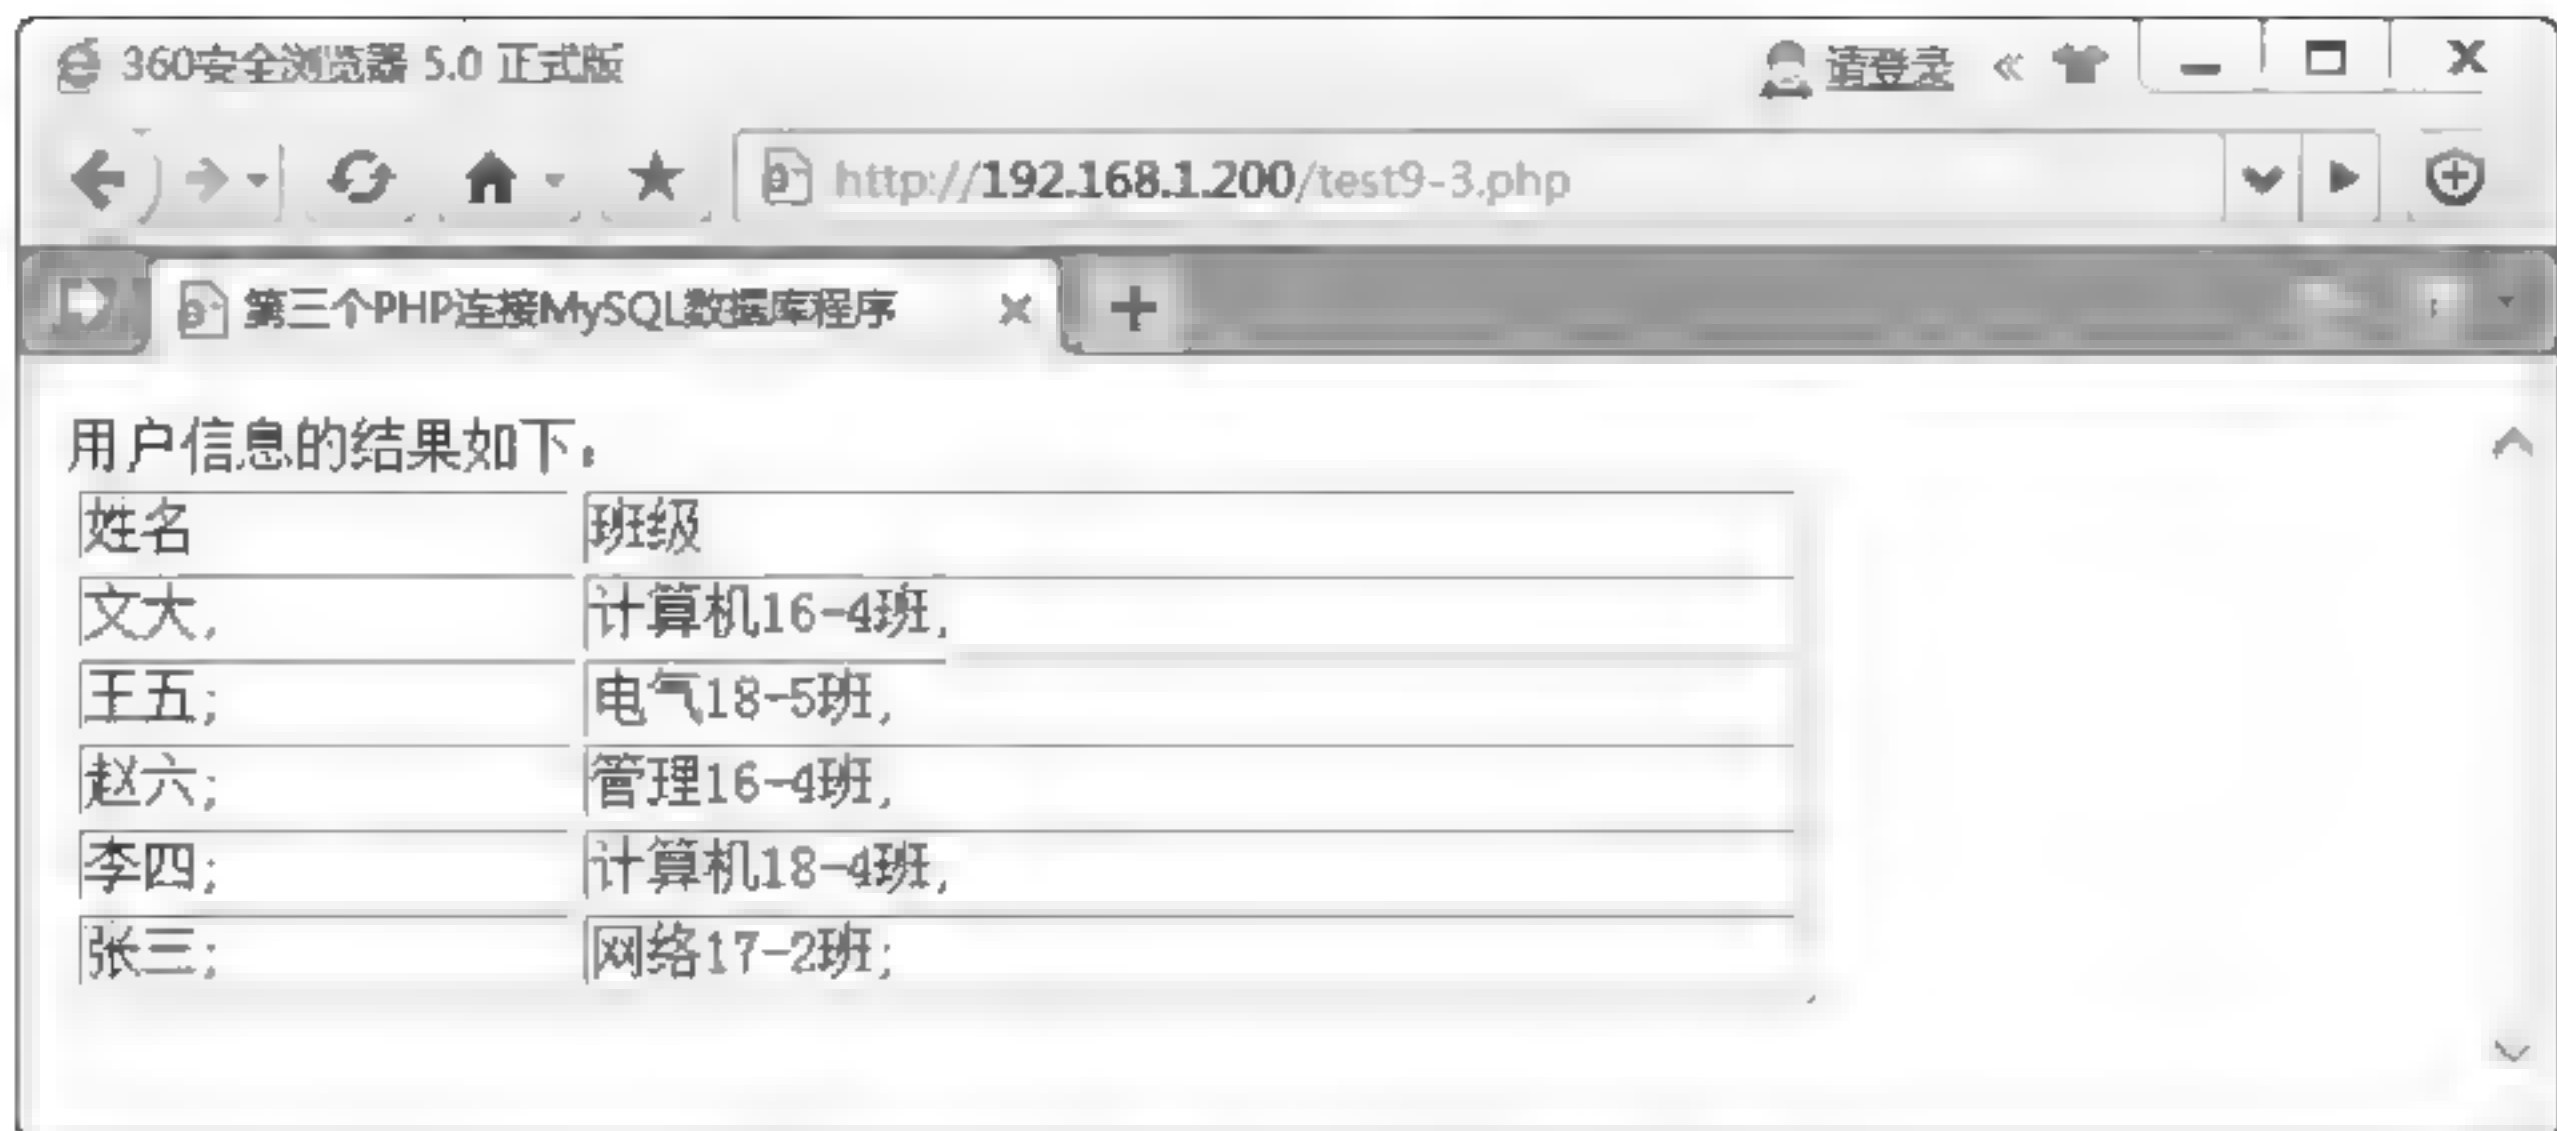 360安全浏览器 5.0 正式版 请登录 «
http://192.168.1.200/test9-3.php
第三个PHP连接MySQL数据库程序
用户信息的结果如下:
姓名 班级
文大; 计算机16-4班;
王五; 电气18-5班;
赵六; 管理16-4班;
李四; 计算机18-4班;
张三; 网络17-2班;